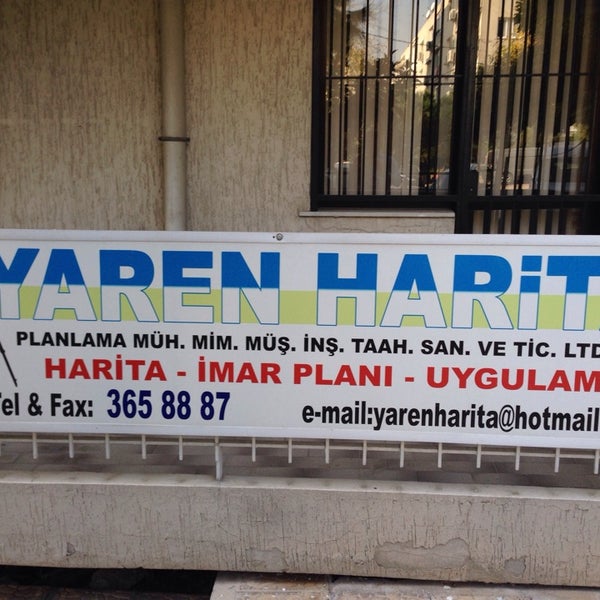 YAREN HARİT
PLANLAMA MÜH. MİM. MÜŞ. İNŞ. TAAH. SAN. VE TİC. LTD
HARİTA - İMAR PLANI - UYGULAM
Tel & Fax: 365 88 87 e-mail:yarenharita@hotmail